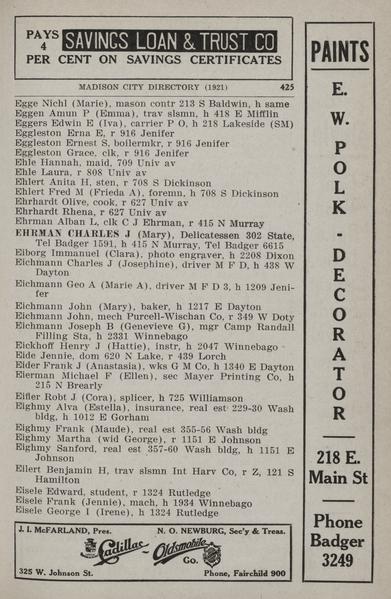 PAYS 4 SAVINGS LOAN & TRUST CO
PER CENT ON SAVINGS CERTIFICATES
MADISON CITY DIRECTORY (1921) 425
Egge Nichl (Marie), mason contr 213 S Baldwin, h same
Eggen Amun P (Emma), trav slsmn, h 418 E Mifflin
Eggers Edwin E (Iva), carrier P O, h 218 Lakeside (SM)
Eggleston Erna E, r 916 Jenifer
Eggleston Ernest S, boilermkr, r 916 Jenifer
Eggleston Grace, clk, r 916 Jenifer
Ehle Hannah, maid, 709 Univ av
Ehle Laura, r 808 Univ av
Ehlert Anita H, sten, r 708 S Dickinson
Ehlert Fred M (Frieda A), foremn, h 708 S Dickinson
Ehrhardt Olive, cook, r 627 Univ av
Ehrhardt Rhena, r 627 Univ av
Ehrman Alban L, clk C J Ehrman, r 415 N Murray
EHRMAN CHARLES J (Mary), Delicatessen 302 State,
Tel Badger 1591, h 415 N Murray, Tel Badger 6615
Eiborg Immanuel (Clara), photo engraver, h 2208 Dixon
Eichmann Charles J (Josephine), driver M F D, h 438 W
Dayton
Eichmann Geo A (Marie A), driver M F D 3, h 1209 Jeni-
fer
Eichmann John (Mary), baker, h 1217 E Dayton
Eichmann John, mech Purcell-Wischan Co, r 349 W Doty
Eichmann Joseph B (Genevieve G), mgr Camp Randall
Filling Sta, h 2331 Winnebago
Eickhoff Henry J (Hattie), instr, h 2047 Winnebago
Eide Jennie, dom 620 N Lake, r 439 Lorch
Eider Frank J (Anastasia), wks G M Co, h 1340 E Dayton
Eierman Michael F (Ellen), sec Mayer Printing Co, h
215 N Brearly
Eifler Robt J (Cora), splicer, h 725 Williamson
Eighmy Alva (Estella), insurance, real est 229-30 Wash
bldg, h 1012 E Gorham
Eighmy Frank (Maude), real est 355-56 Wash bldg
Eighmy Martha (wid George), r 1151 E Johnson
Eighmy Sanford, real est 357-60 Wash bldg, h 1151 E
Johnson
Eilert Benjamin H, trav slsmn Int Harv Co, r Z, 121 S
Hamilton
Eisele Edward, student, r 1324 Rutledge
Eisele Frank (Jennie), mach, h 1934 Winnebago
Eisele George I (Irene), h 1324 Rutledge
J. I. McFARLAND, Pres. N. O. NEWBURG, Sec'y & Treas.
Cadillac - Oldsmobile
Co.
325 W. Johnson St. Phone, Fairchild 900
PAINTS
E.
W.
POLK - DECORATOR
218 E.
Main St
Phone
Badger
3249